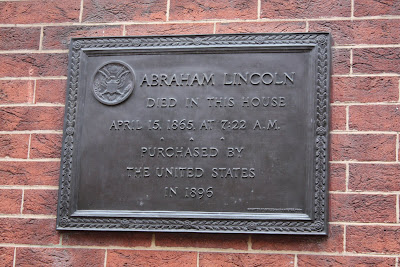 ABRAHAM LINCOLN
DIED IN THIS HOUSE
APRIL 15, 1865, AT 7:22 A.M.
PURCHASED BY
THE UNITED STATES
IN 1896